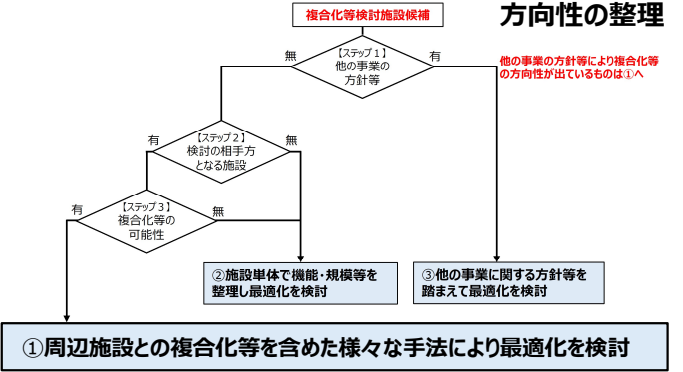 複合化等検討施設候補
方向性の整理
【ステップ1】
他の事業の
方針等
無
有
他の事業の方針等により複合化等
の方向性が出ているものは①へ
【ステップ2】
検討の相手方
となる施設
有
無
【ステップ3】
複合化等の
可能性
有
無
②施設単体で機能・規模等を
整理し最適化を検討
③他の事業に関する方針等を
踏まえて最適化を検討
①周辺施設との複合化等を含めた様々な手法により最適化を検討